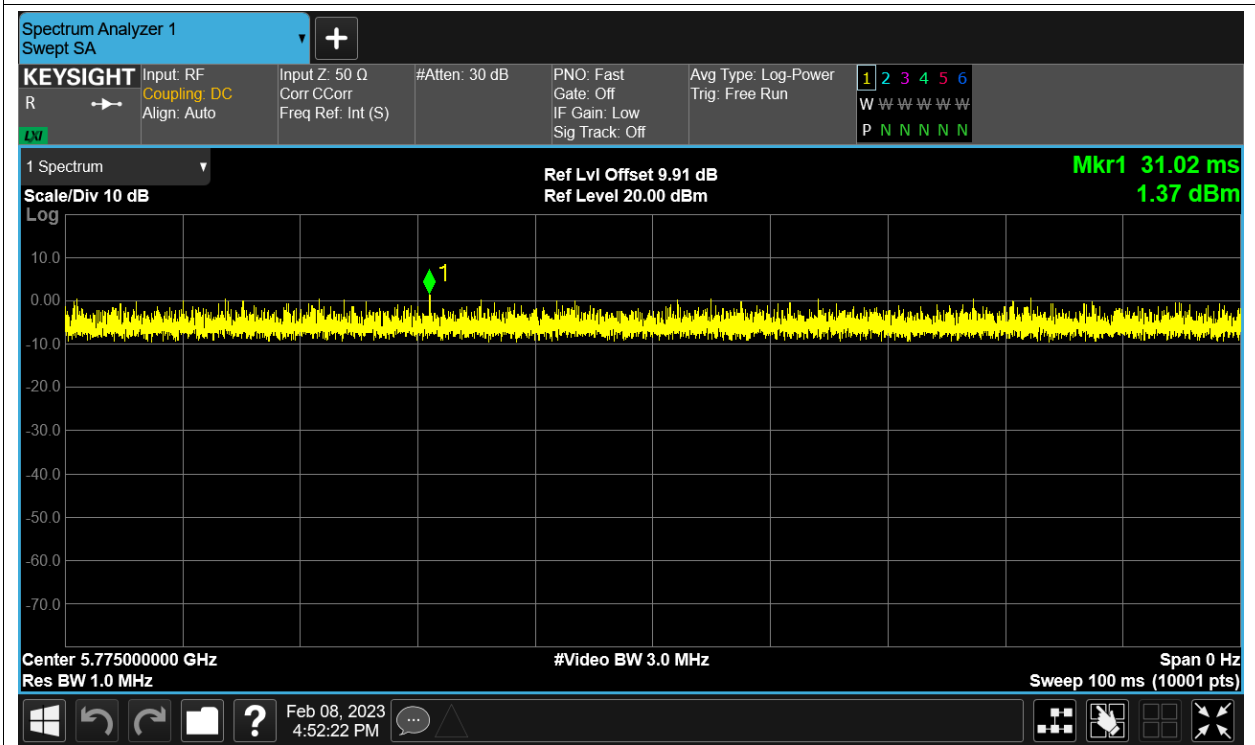 Spectrum Analyzer 1
Swept SA
+
KEYSIGHT
R
LXI
Input: RF
Coupling: DC
Align: Auto
Input Z: 50 Ω
Corr CCorr
Freq Ref: Int (S)
#Atten: 30 dB
PNO: Fast
Gate: Off
IF Gain: Low
Sig Track: Off
Avg Type: Log-Power
Trig: Free Run
1 2 3 4 5 6
W W W W W W
P N N N N N
1 Spectrum
Scale/Div 10 dB
Log
Ref Lvl Offset 9.91 dB
Ref Level 20.00 dBm
Mkr1 31.02 ms
1.37 dBm
1
10.0
0.00
-10.0
-20.0
-30.0
-40.0
-50.0
-60.0
-70.0
Center 5.775000000 GHz
Res BW 1.0 MHz
#Video BW 3.0 MHz
Span 0 Hz
Sweep 100 ms (10001 pts)
?
Feb 08, 2023
4:52:22 PM